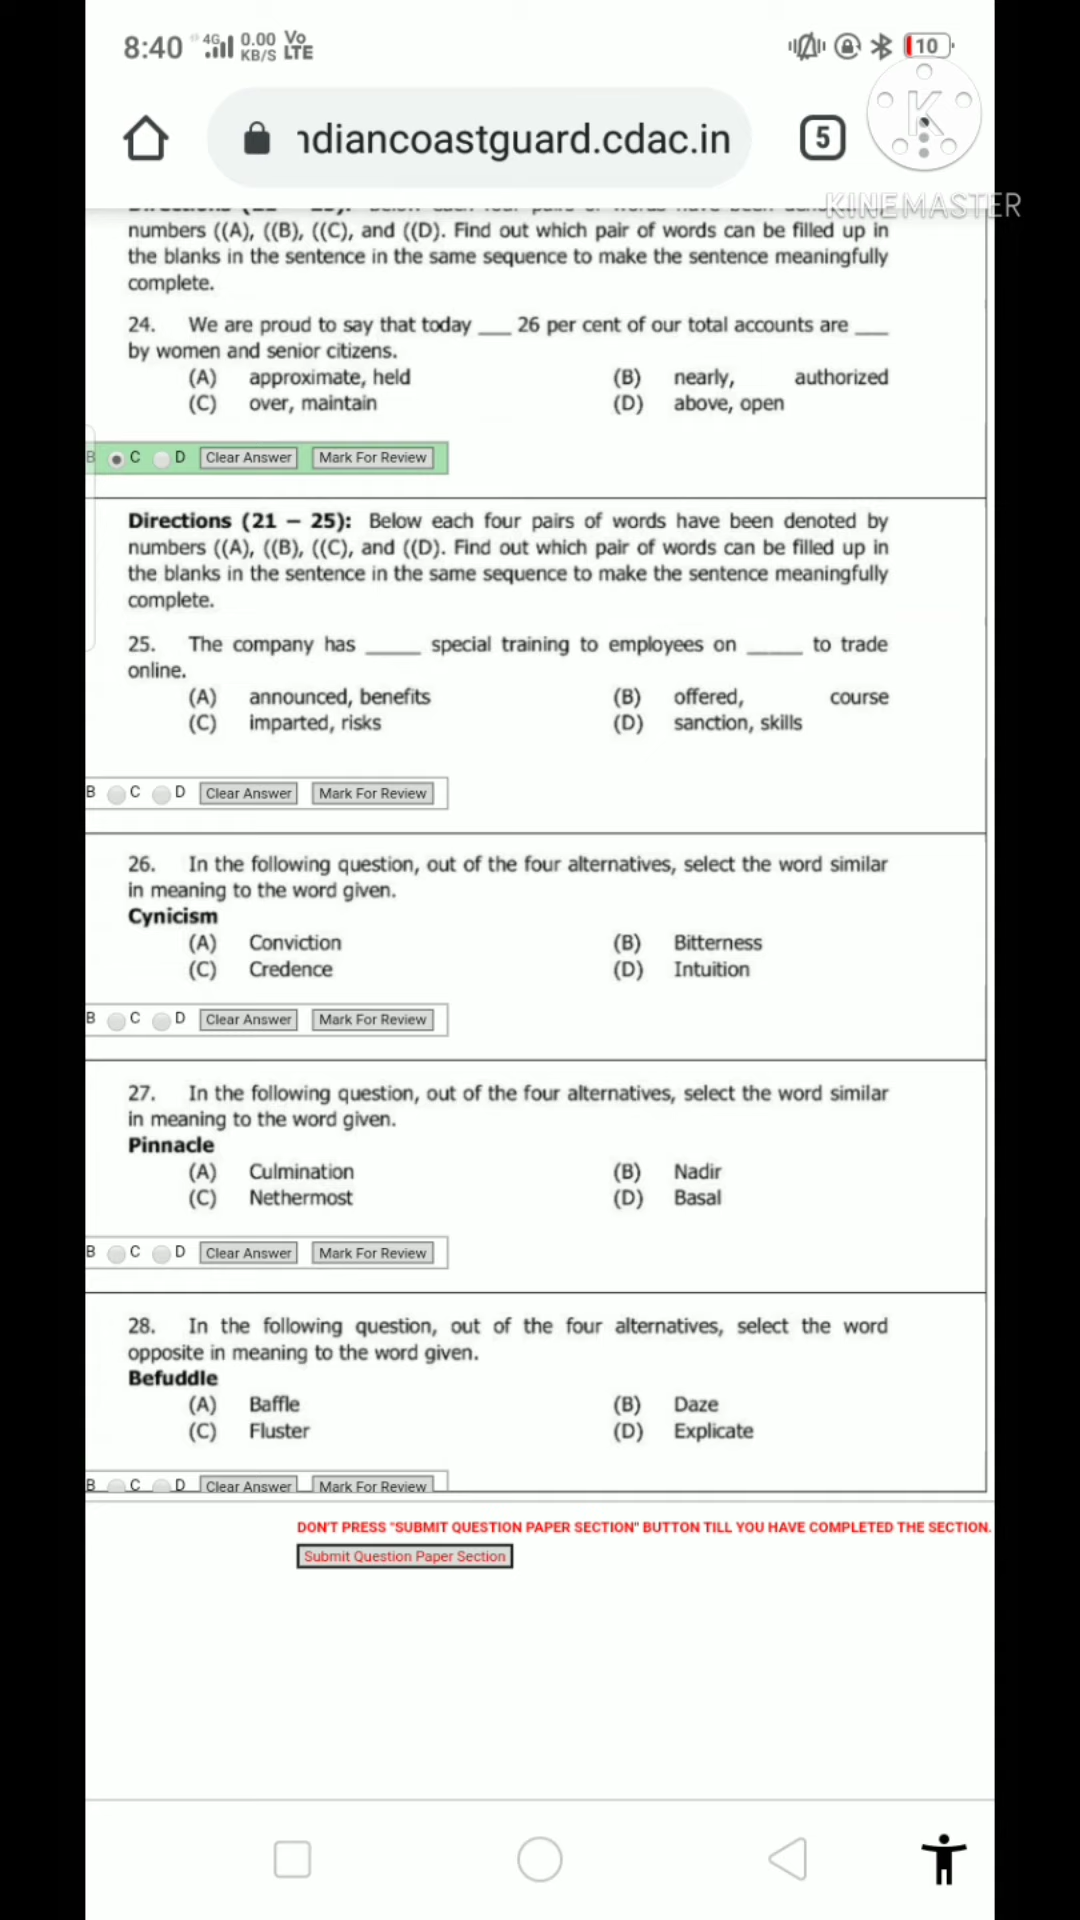 8:40 4G 0.00 KB/S Vo LTE 10
ndiancoastguard.cdac.in 5
K
KINEMASTER
numbers ((A), ((B), ((C), and ((D). Find out which pair of words can be filled up in
the blanks in the sentence in the same sequence to make the sentence meaningfully
complete.
24. We are proud to say that today ___ 26 per cent of our total accounts are ___
by women and senior citizens.
(A) approximate, held (B) nearly, authorized
(C) over, maintain (D) above, open
B C D Clear Answer Mark For Review
Directions (21 – 25): Below each four pairs of words have been denoted by
numbers ((A), ((B), ((C), and ((D). Find out which pair of words can be filled up in
the blanks in the sentence in the same sequence to make the sentence meaningfully
complete.
25. The company has _____ special training to employees on _____ to trade
online.
(A) announced, benefits (B) offered, course
(C) imparted, risks (D) sanction, skills
B C D Clear Answer Mark For Review
26. In the following question, out of the four alternatives, select the word similar
in meaning to the word given.
Cynicism
(A) Conviction (B) Bitterness
(C) Credence (D) Intuition
B C D Clear Answer Mark For Review
27. In the following question, out of the four alternatives, select the word similar
in meaning to the word given.
Pinnacle
(A) Culmination (B) Nadir
(C) Nethermost (D) Basal
B C D Clear Answer Mark For Review
28. In the following question, out of the four alternatives, select the word
opposite in meaning to the word given.
Befuddle
(A) Baffle (B) Daze
(C) Fluster (D) Explicate
B C D Clear Answer Mark For Review
DON'T PRESS "SUBMIT QUESTION PAPER SECTION" BUTTON TILL YOU HAVE COMPLETED THE SECTION.
Submit Question Paper Section